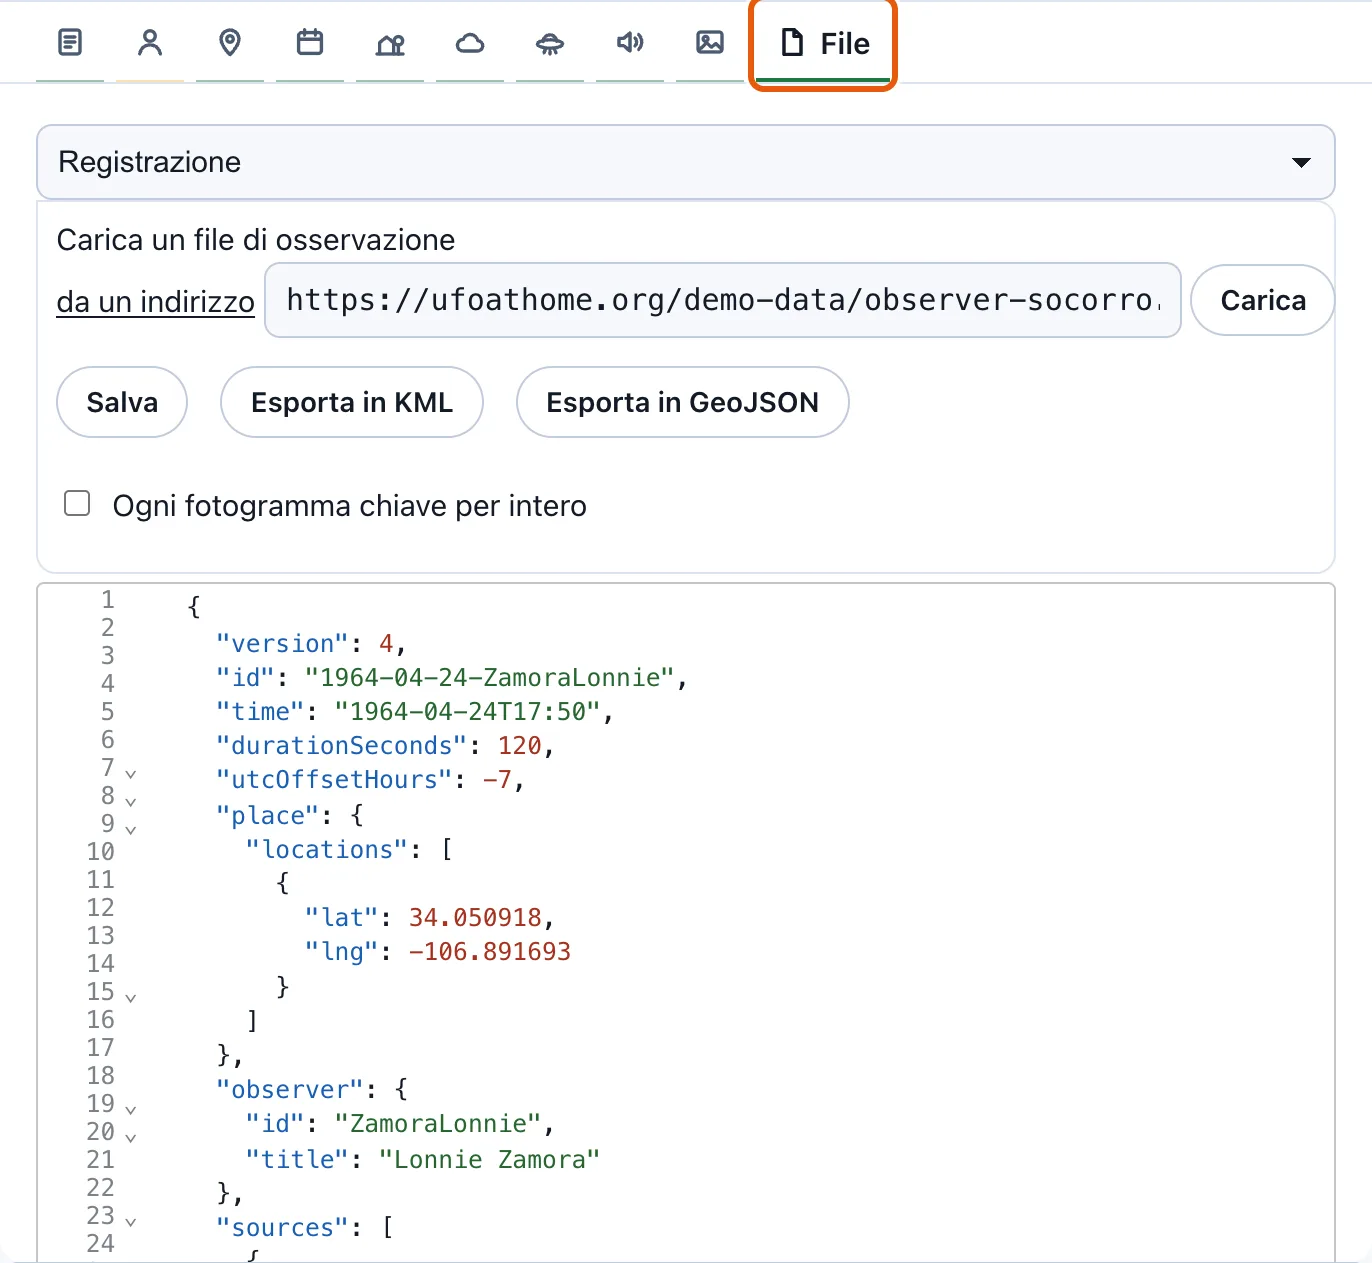 File
Registrazione
Carica un file di osservazione
da un indirizzo https://ufoathome.org/demo-data/observer-socorro. Carica
Salva Esporta in KML Esporta in GeoJSON
Ogni fotogramma chiave per intero
1 {
2 "version": 4,
3 "id": "1964-04-24-ZamoraLonnie",
4 "time": "1964-04-24T17:50",
5 "durationSeconds": 120,
6 "utcOffsetHours": -7,
7 "place": {
8 "locations": [
9 {
10 "lat": 34.050918,
11 "lng": -106.891693
12 }
13 ]
14 },
15 "observer": {
16 "id": "ZamoraLonnie",
17 "title": "Lonnie Zamora"
18 },
19 "sources": [
20 {
21
22
23
24